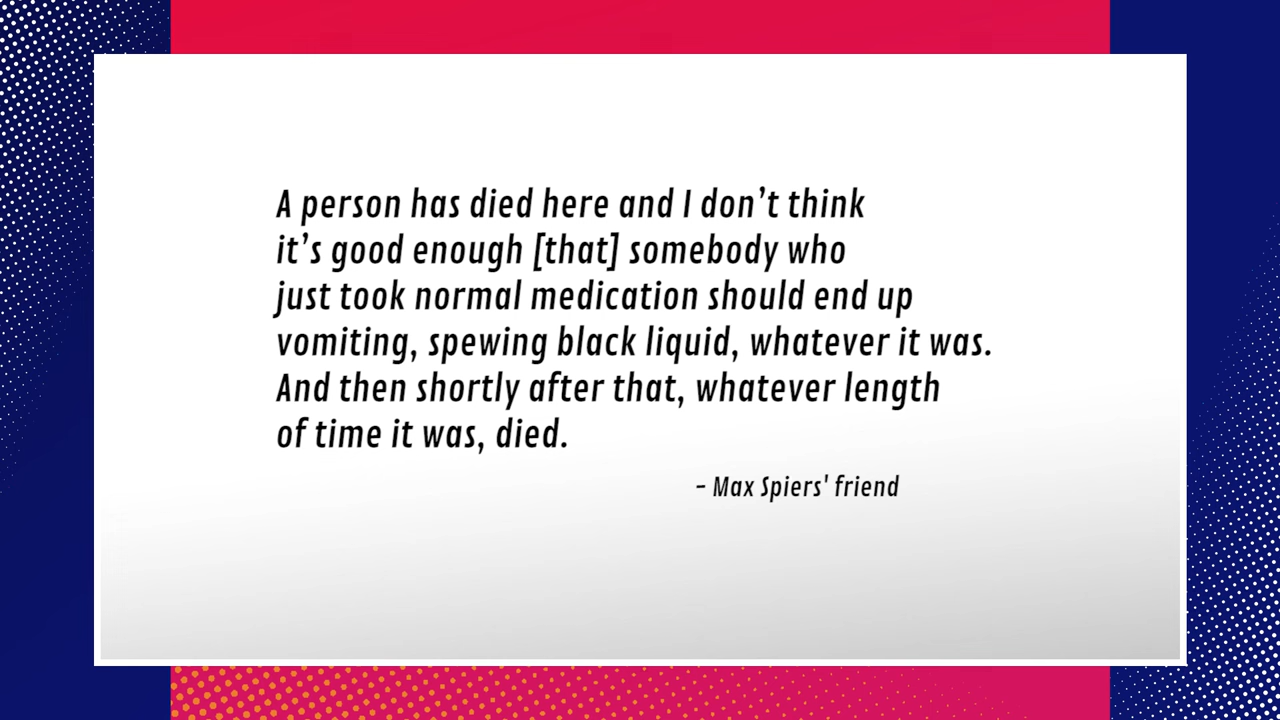 A person has died here and I don’t think
it’s good enough [that] somebody who
just took normal medication should end up
vomiting, spewing black liquid, whatever it was.
And then shortly after that, whatever length
of time it was, died.
- Max Spiers' friend